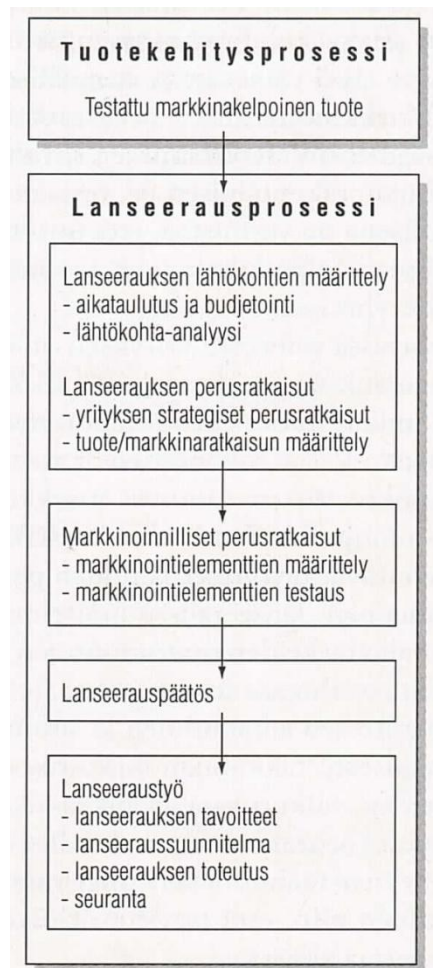 Tuotekehitysprosessi
Testattu markkinakelpoinen tuote
Lanseerausprosessi
Lanseerauksen lähtökohtien määrittely
- aikataulutus ja budjetointi
- lähtökohta-analyysi
Lanseerauksen perusratkaisut
- yrityksen strategiset perusratkaisut
- tuote/markkinaratkaisun määrittely
Markkinoinnilliset perusratkaisut
- markkinointielementtien määrittely
- markkinointielementtien testaus
Lanseerauspäätös
Lanseeraustyö
- lanseerauksen tavoitteet
- lanseeraussuunnitelma
- lanseerauksen toteutus
- seuranta